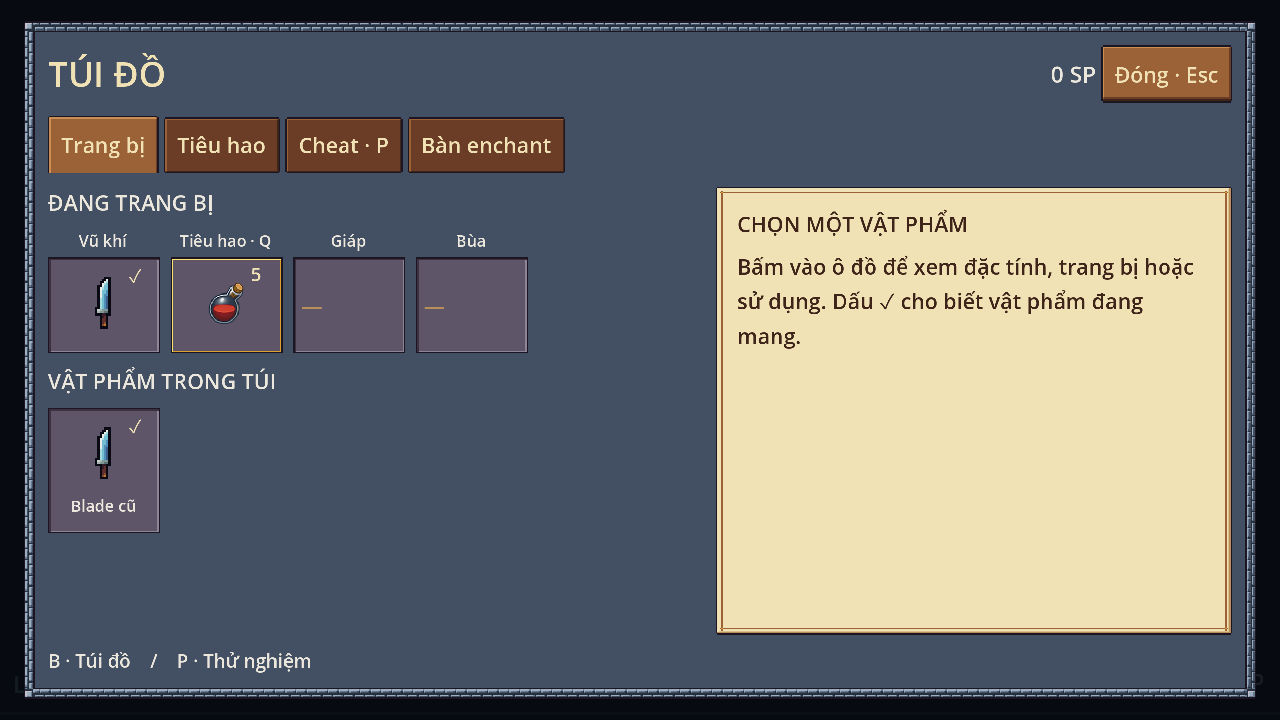 TÚI ĐỒ
0 SP
Đóng · Esc
Trang bị
Tiêu hao
Cheat · P
Bàn enchant
ĐANG TRANG BỊ
Vũ khí
Tiêu hao · Q
Giáp
Bùa
✓
5
—
—
VẬT PHẨM TRONG TÚI
✓
Blade cũ
CHỌN MỘT VẬT PHẨM
Bấm vào ô đồ để xem đặc tính, trang bị hoặc
sử dụng. Dấu ✓ cho biết vật phẩm đang
mang.
B · Túi đồ / P · Thử nghiệm